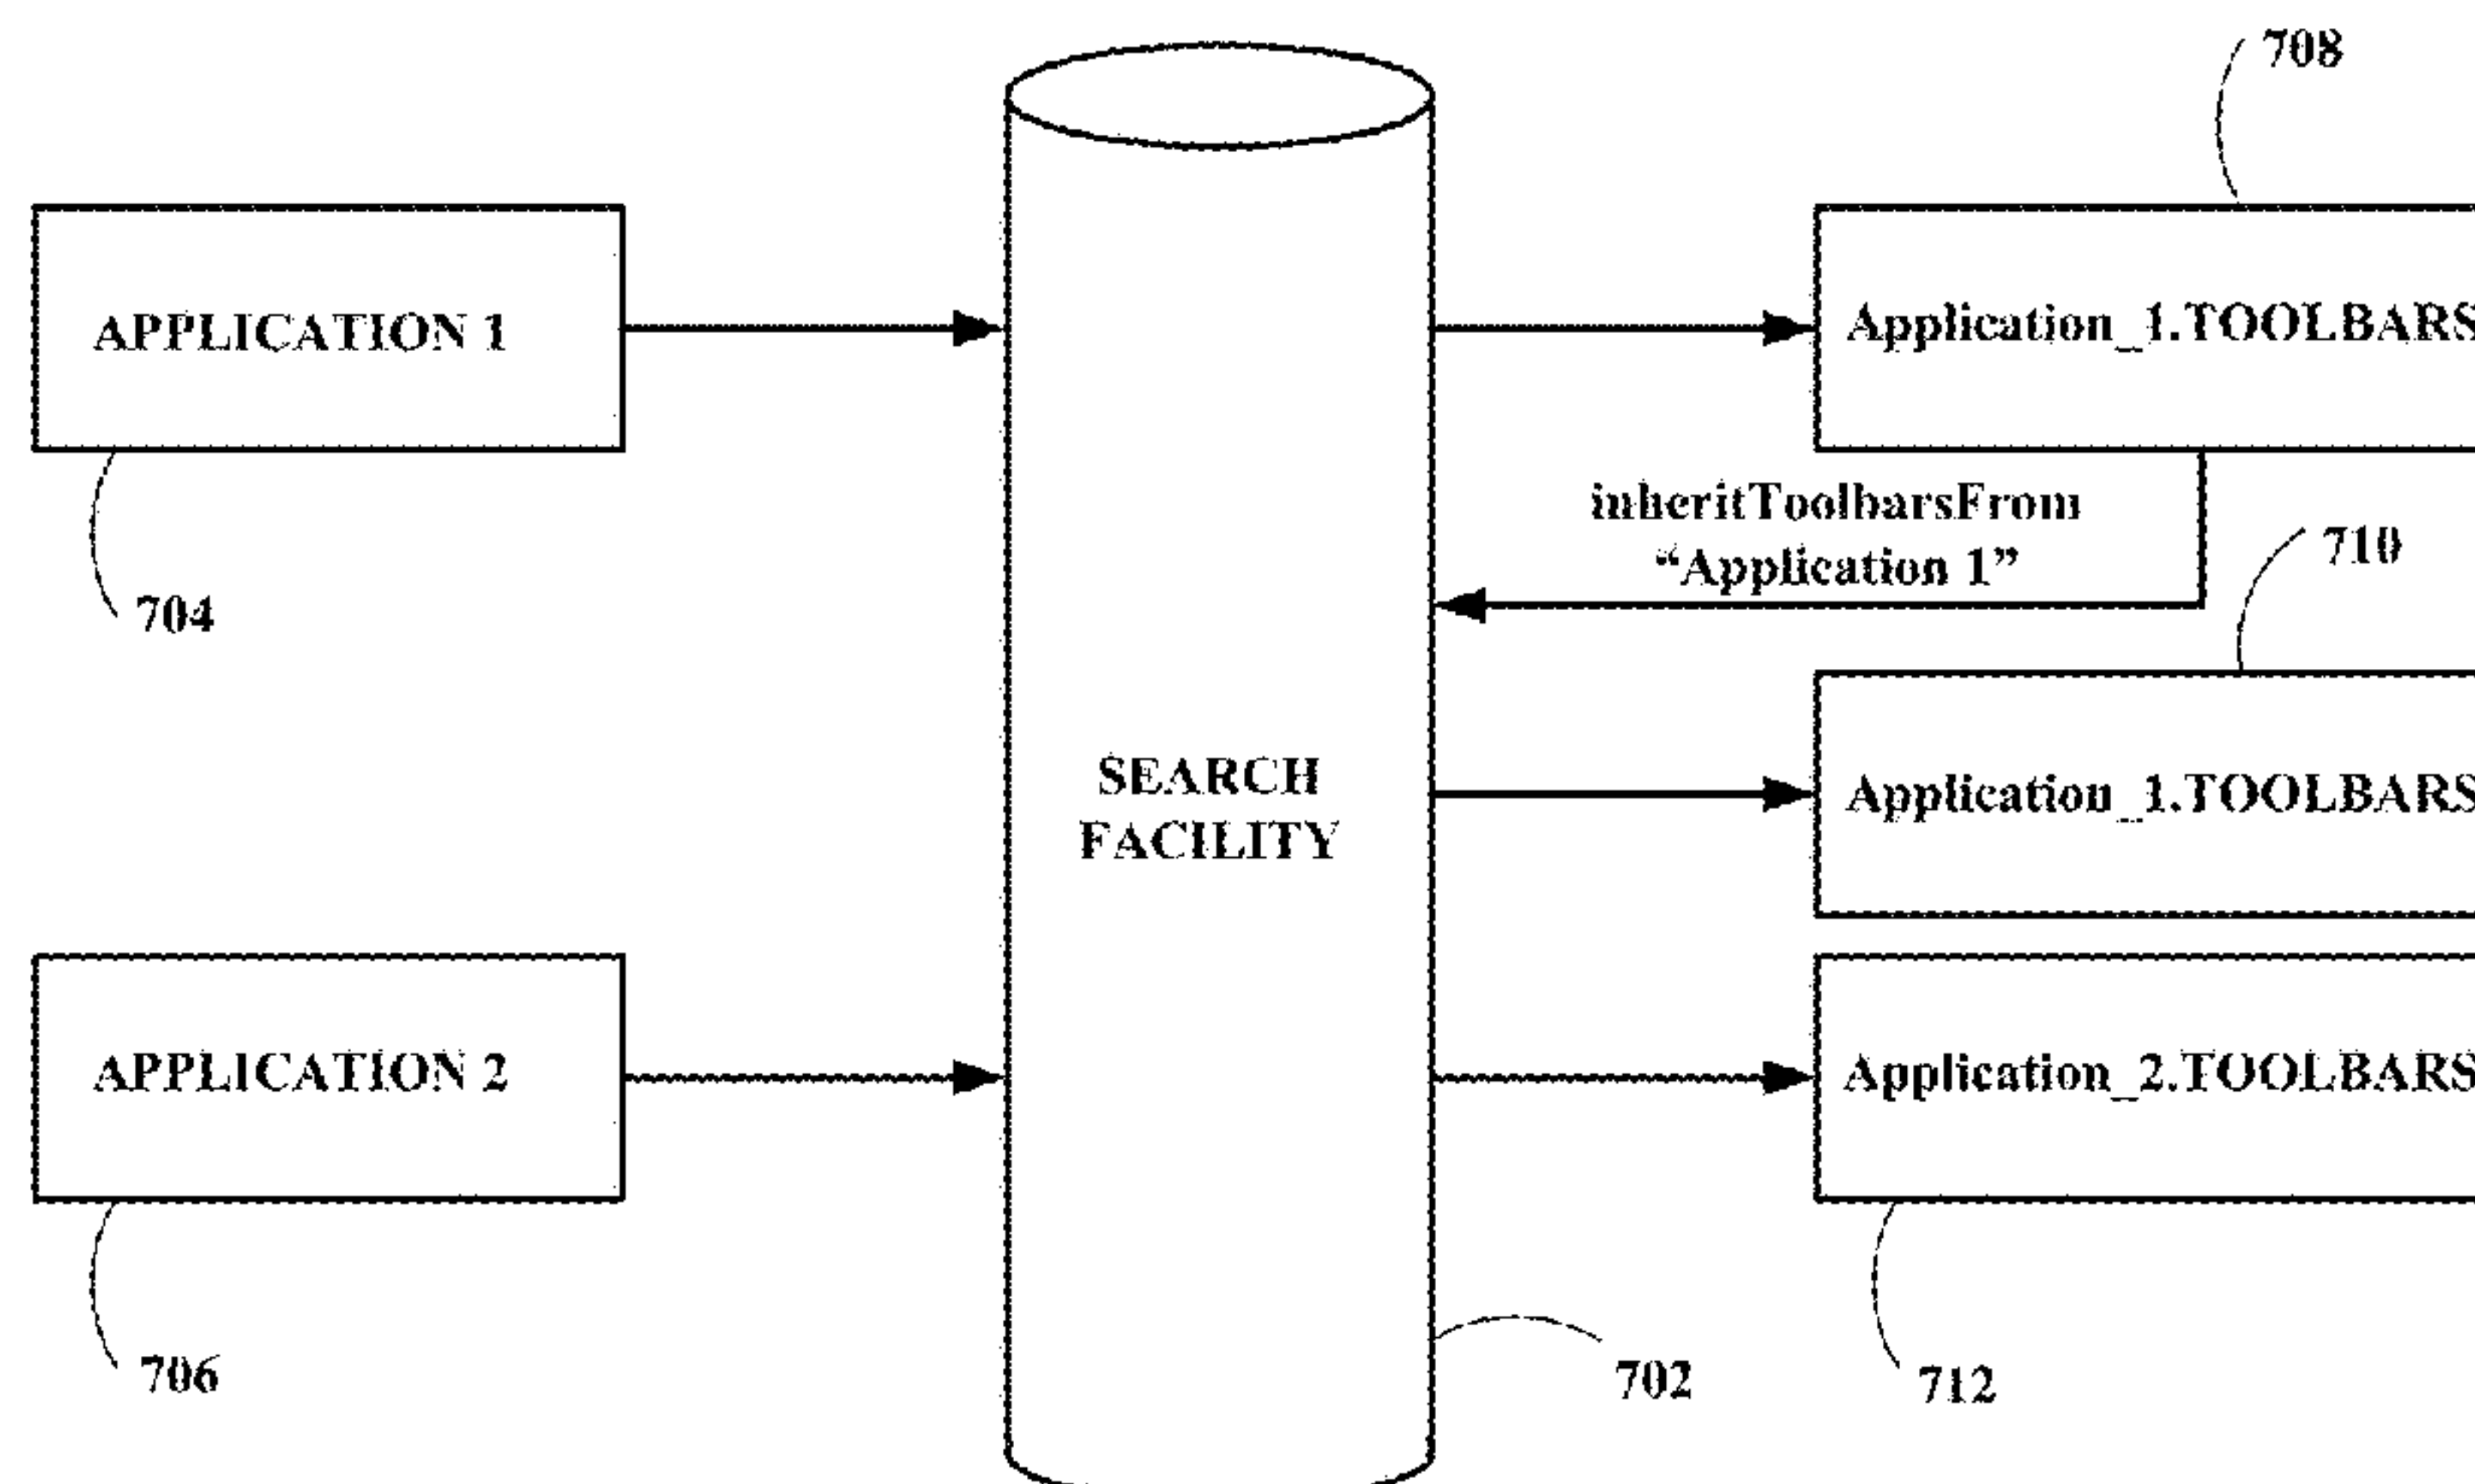 708
APPLICATION 1
Application_1.TOOLBARS
inheritToolbarsFrom
“Application 1”
710
704
SEARCH
FACILITY
Application_1.TOOLBARS
APPLICATION 2
Application_2.TOOLBARS
706
702
712